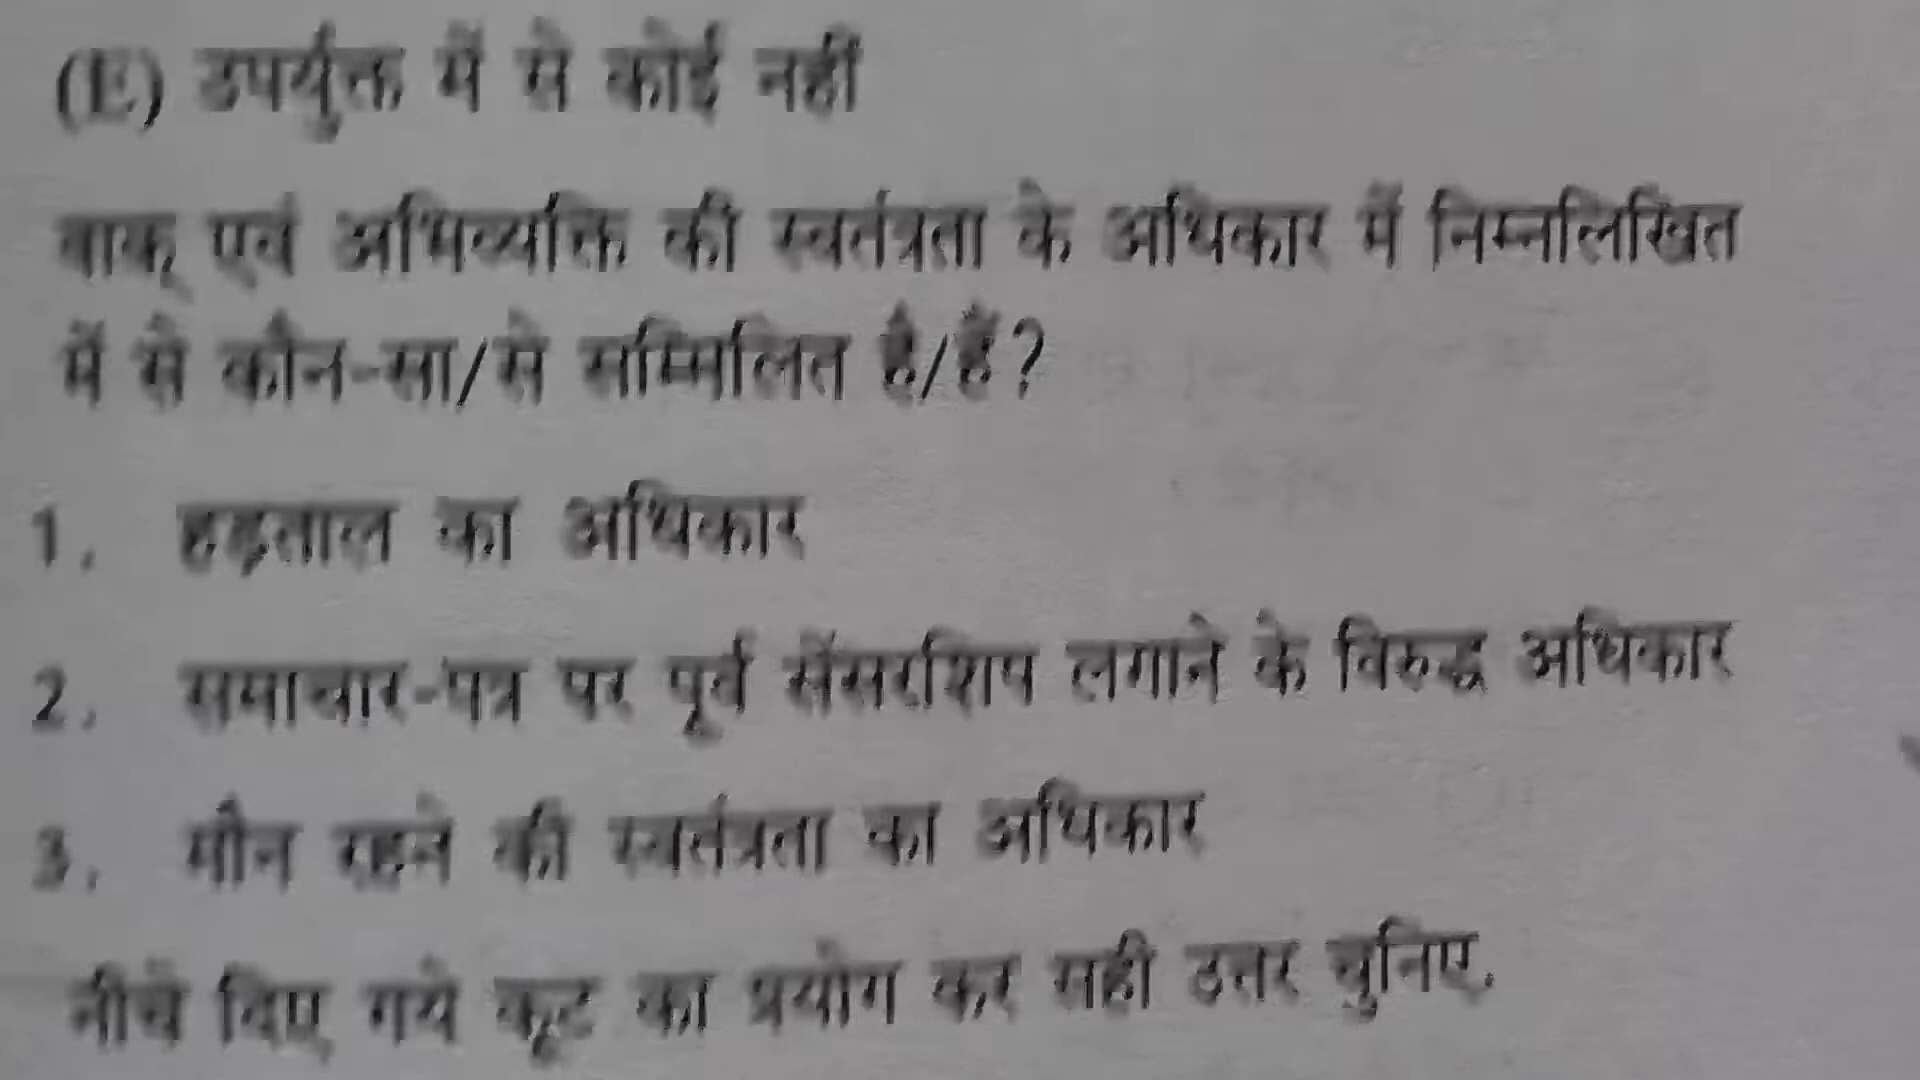 (E) उपर्युक्त में से कोई नहीं
वाक् एवं अभिव्यक्ति की स्वतंत्रता के अधिकार में निम्नलिखित
में से कौन-सा/से सम्मिलित है/हैं?
1. हड़ताल का अधिकार
2. समाचार-पत्र पर पूर्व सेंसरशिप लगाने के विरुद्ध अधिकार
3. मौन रहने की स्वतंत्रता का अधिकार
नीचे दिए गये कूट का प्रयोग कर सही उत्तर चुनिए.